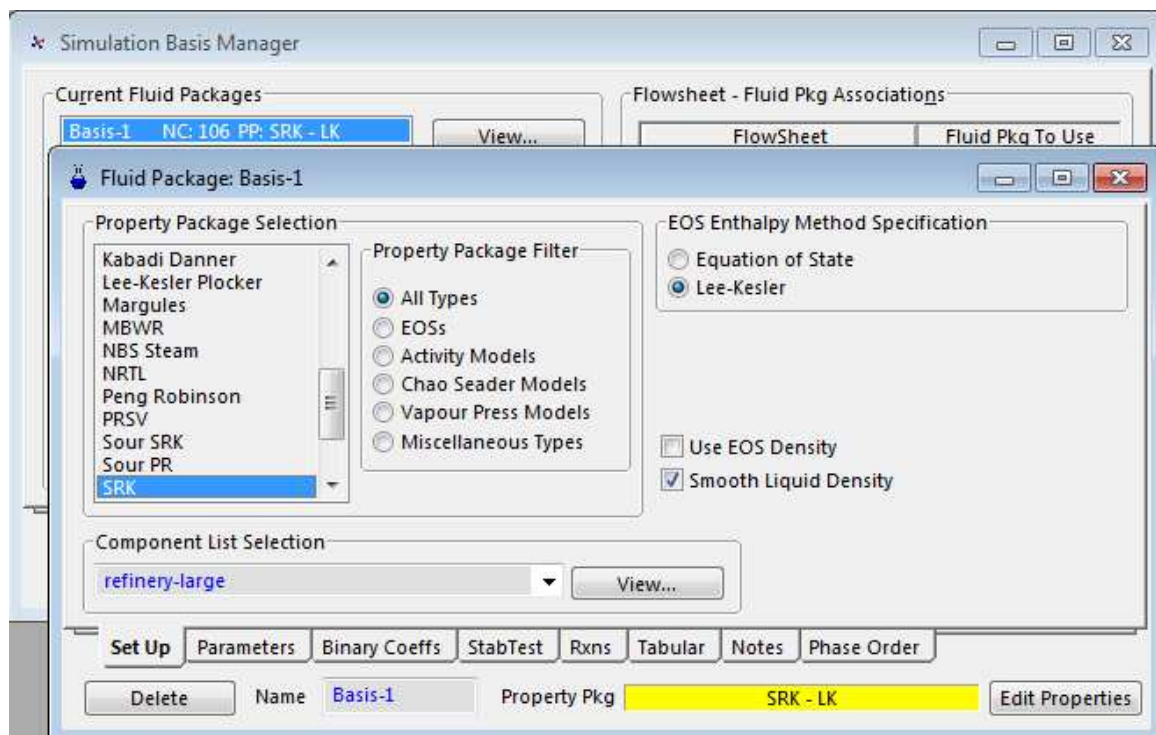 Simulation Basis Manager
Current Fluid Packages
Flowsheet - Fluid Pkg Associations
Basis-1 NC: 106 PP: SRK - LK
View...
FlowSheet
Fluid Pkg To Use
Fluid Package: Basis-1
Property Package Selection
Kabadi Danner
Lee-Kesler Plocker
Margules
MBWR
NBS Steam
NRTL
Peng Robinson
PRSV
Sour SRK
Sour PR
SRK
Property Package Filter
All Types
EOSs
Activity Models
Chao Seader Models
Vapour Press Models
Miscellaneous Types
EOS Enthalpy Method Specification
Equation of State
Lee-Kesler
Use EOS Density
Smooth Liquid Density
Component List Selection
refinery-large
View...
Set Up Parameters Binary Coeffs StabTest Rxns Tabular Notes Phase Order
Delete Name Basis-1 Property Pkg SRK - LK Edit Properties